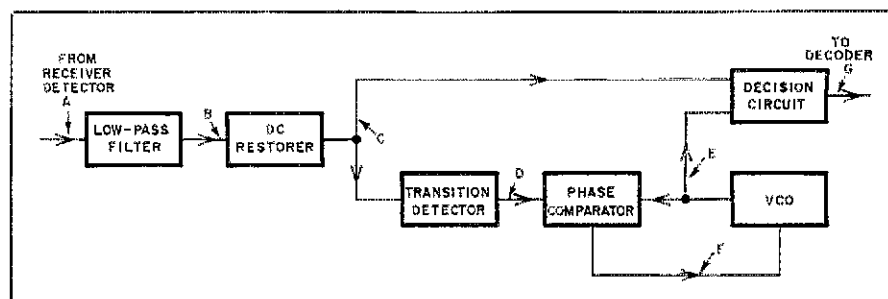 FROM
RECEIVER
DETECTOR
A
LOW-PASS
FILTER
B
DC
RESTORER
C
TO
DECODER
G
DECISION
CIRCUIT
TRANSITION
DETECTOR
D
PHASE
COMPARATOR
E
VCO
F